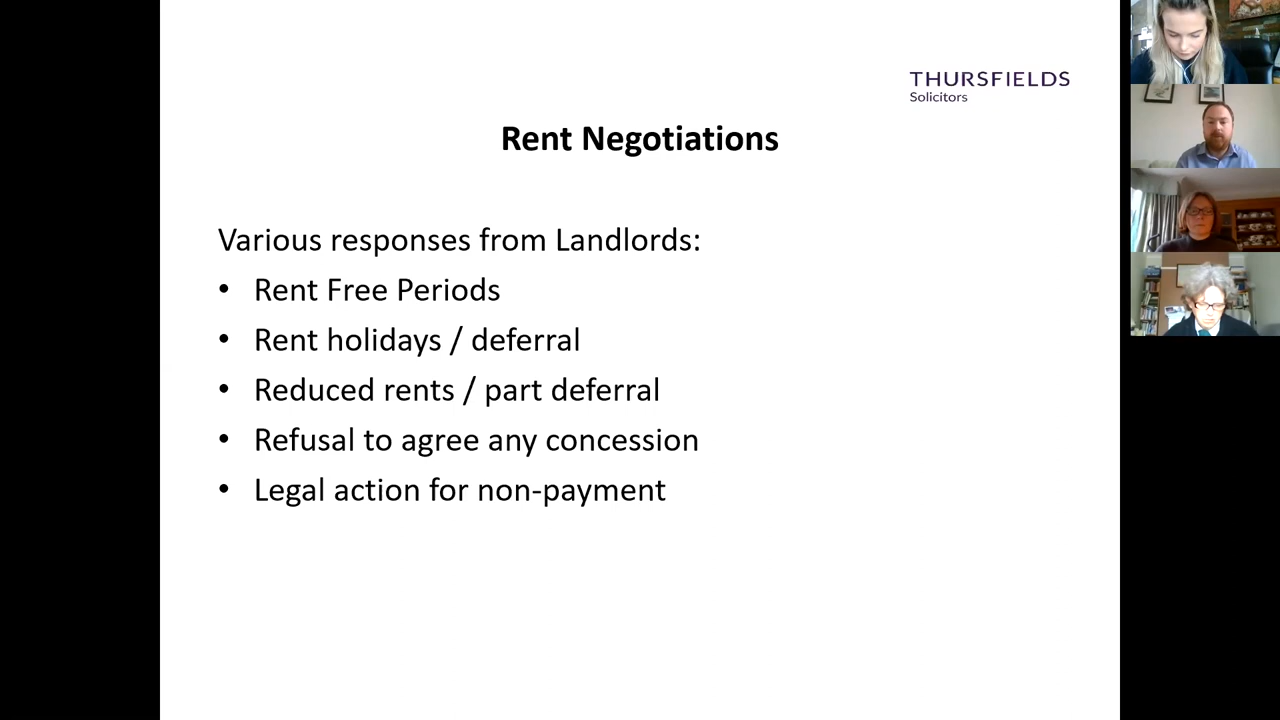 THURSFIELDS
Solicitors
Rent Negotiations
Various responses from Landlords:
• Rent Free Periods
• Rent holidays / deferral
• Reduced rents / part deferral
• Refusal to agree any concession
• Legal action for non-payment